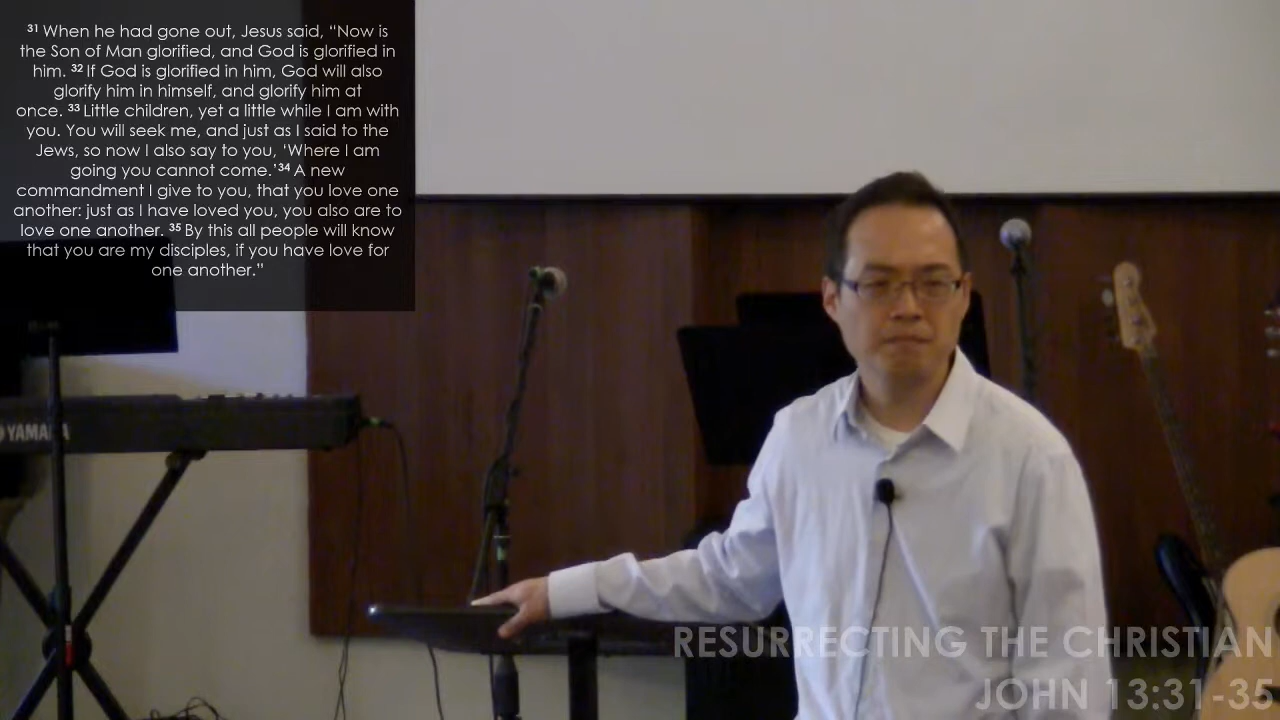 ³¹ When he had gone out, Jesus said, “Now is
the Son of Man glorified, and God is glorified in
him. ³² If God is glorified in him, God will also
glorify him in himself, and glorify him at
once. ³³ Little children, yet a little while I am with
you. You will seek me, and just as I said to the
Jews, so now I also say to you, ‘Where I am
going you cannot come.’³⁴ A new
commandment I give to you, that you love one
another: just as I have loved you, you also are to
love one another. ³⁵ By this all people will know
that you are my disciples, if you have love for
one another.”
YAMAHA
RESURRECTING THE CHRISTIAN
JOHN 13:31-35